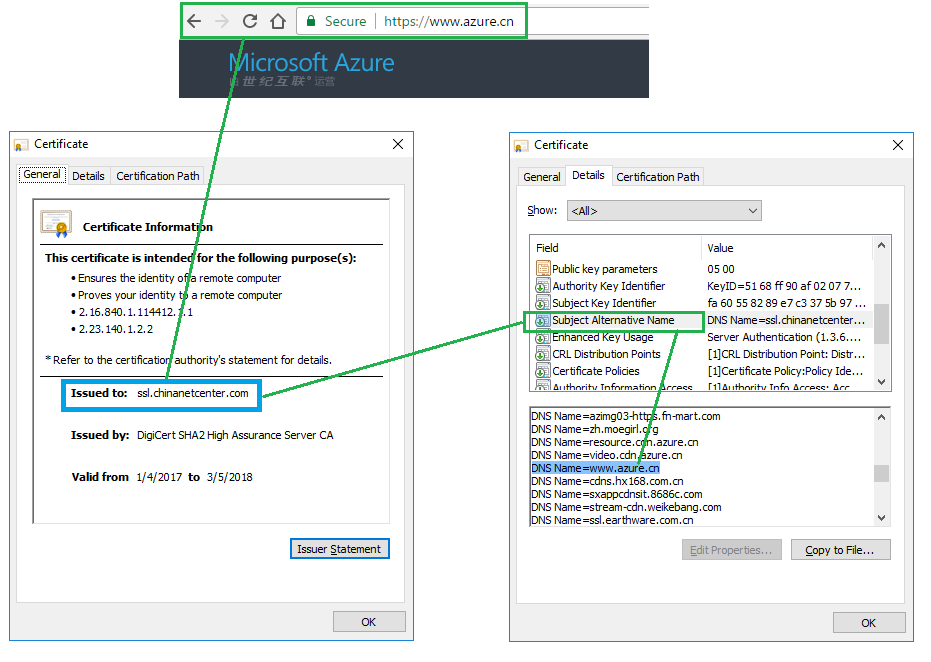 Secure https://www.azure.cn
Microsoft Azure
由世纪互联®运营
Certificate
General Details Certification Path
Certificate Information
This certificate is intended for the following purpose(s):
• Ensures the identity of a remote computer
• Proves your identity to a remote computer
• 2.16.840.1.114412.1.1
• 2.23.140.1.2.2
* Refer to the certification authority's statement for details.
Issued to: ssl.chinanetcenter.com
Issued by: DigiCert SHA2 High Assurance Server CA
Valid from 1/4/2017 to 3/5/2018
Issuer Statement
OK
Certificate
General Details Certification Path
Show: <All>
Field Value
Public key parameters 05 00
Authority Key Identifier KeyID=51 68 ff 90 af 02 07 7...
Subject Key Identifier fa 60 55 82 89 e7 c3 37 5b 97 ...
Subject Alternative Name DNS Name=ssl.chinanetcenter...
Enhanced Key Usage Server Authentication (1.3.6....
CRL Distribution Points [1]CRL Distribution Point: Distr...
Certificate Policies [1]Certificate Policy:Policy Ide...
Authority Information Access [1]Authority Info Access: Acc...
DNS Name=azimg03-https.fn-mart.com
DNS Name=zh.moegirl.org
DNS Name=resource.cdn.azure.cn
DNS Name=video.cdn.azure.cn
DNS Name=www.azure.cn
DNS Name=cdns.hx168.com.cn
DNS Name=sxappcdnsit.8686c.com
DNS Name=stream-cdn.weikebang.com
DNS Name=ssl.earthware.com.cn
Edit Properties... Copy to File...
OK